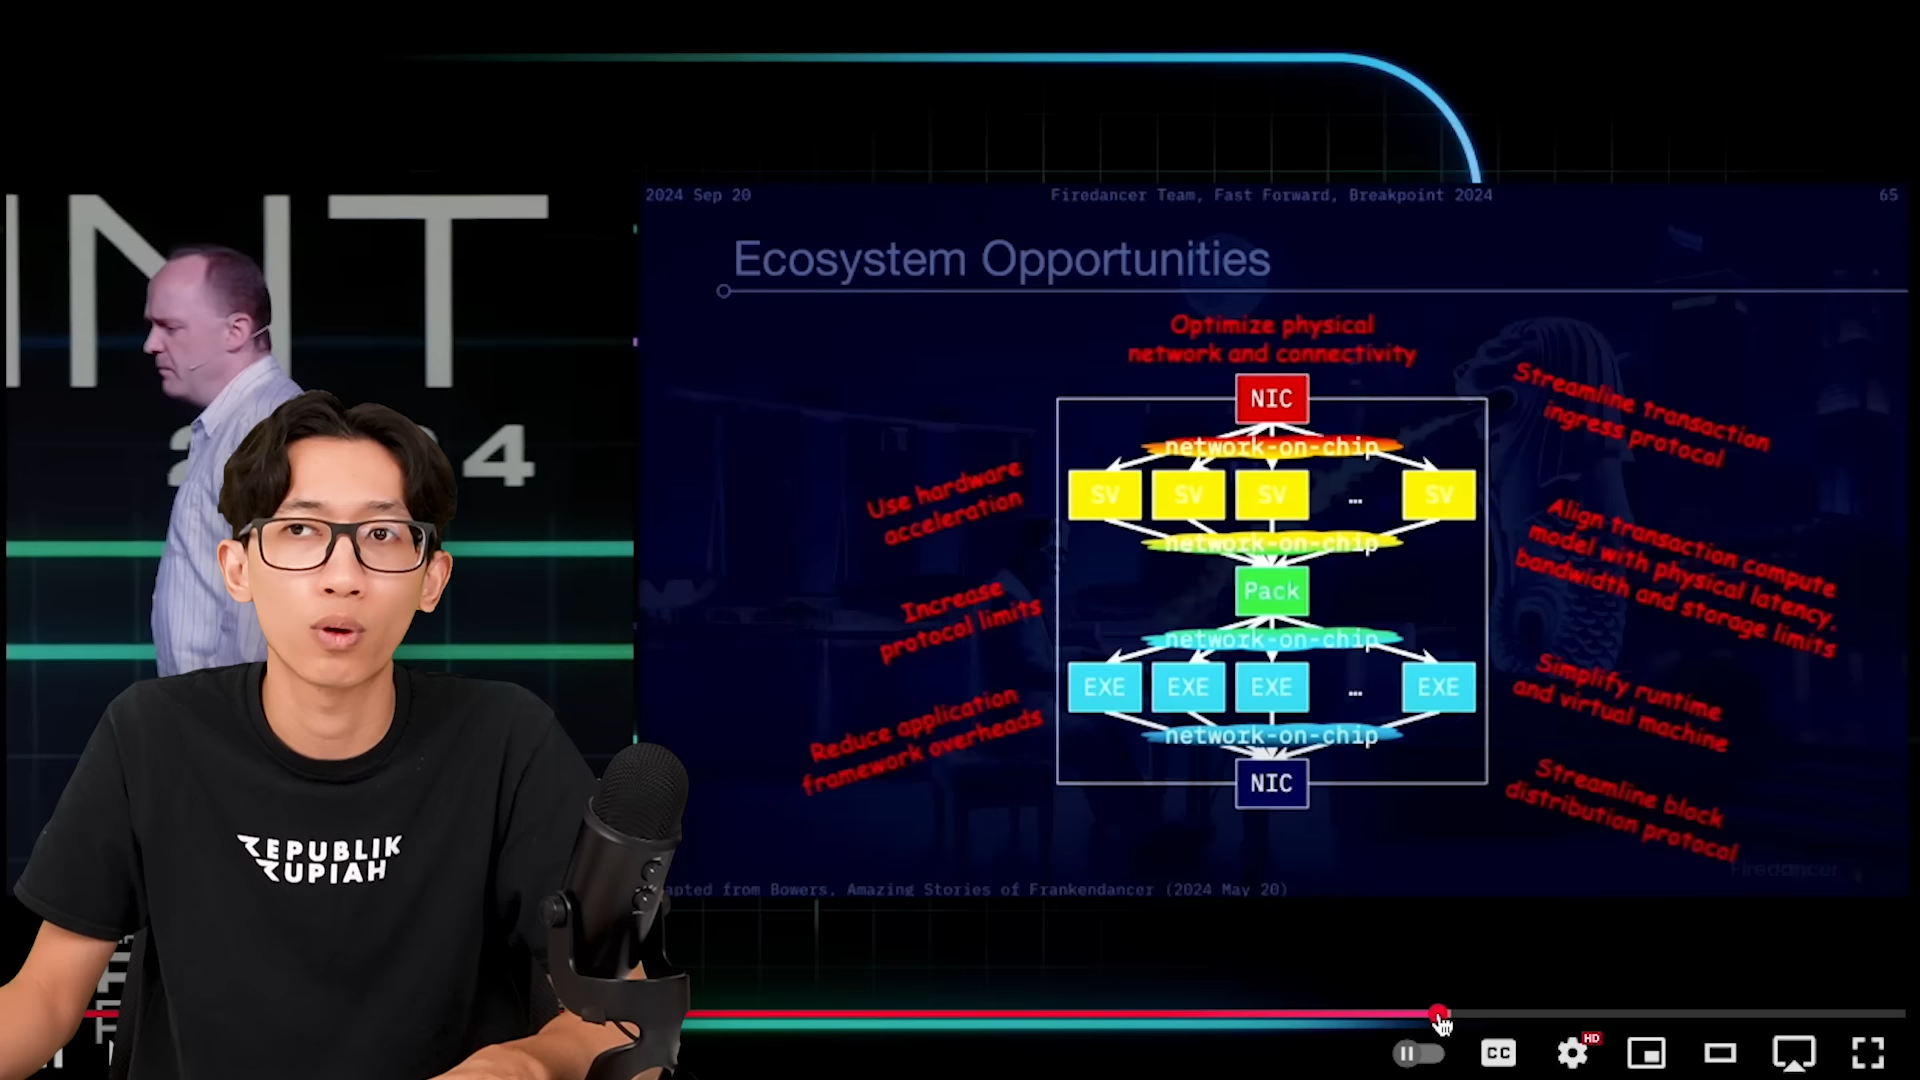 2024 Sep 20
Firedancer Team, Fast Forward, Breakpoint 2024
65
Ecosystem Opportunities
Optimize physical
network and connectivity
NIC
network-on-chip
SV SV SV … SV
network-on-chip
Pack
network-on-chip
EXE EXE EXE … EXE
network-on-chip
NIC
Use hardware
acceleration
Increase
protocol limits
Reduce application
framework overheads
Streamline transaction
ingress protocol
Align transaction compute
model with physical latency,
bandwidth and storage limits
Simplify runtime
and virtual machine
Streamline block
distribution protocol
Firedancer
from Bowers, Amazing Stories of Frankendancer (2024 May 20)
INT
REPUBLIK
RUPIAH
CC
HD